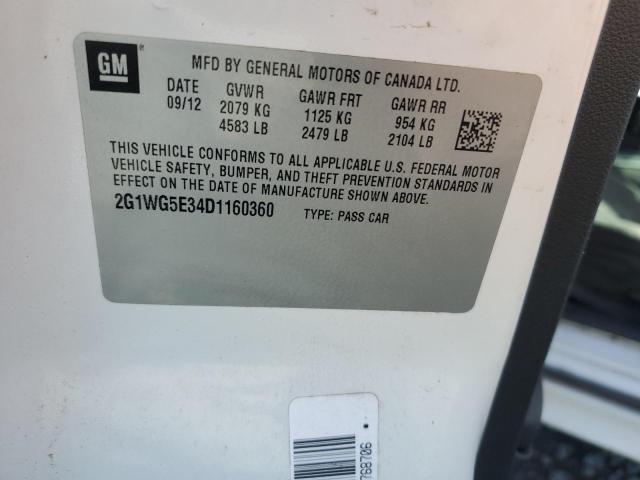 GM
MFD BY GENERAL MOTORS OF CANADA LTD.
DATE GVWR GAWR FRT GAWR RR
09/12 2079 KG 1125 KG 954 KG
4583 LB 2479 LB 2104 LB
THIS VEHICLE CONFORMS TO ALL APPLICABLE U.S. FEDERAL MOTOR
VEHICLE SAFETY, BUMPER, AND THEFT PREVENTION STANDARDS IN
EFFECT ON THE DATE OF MANUFACTURE SHOWN ABOVE.
2G1WG5E34D1160360 TYPE: PASS CAR